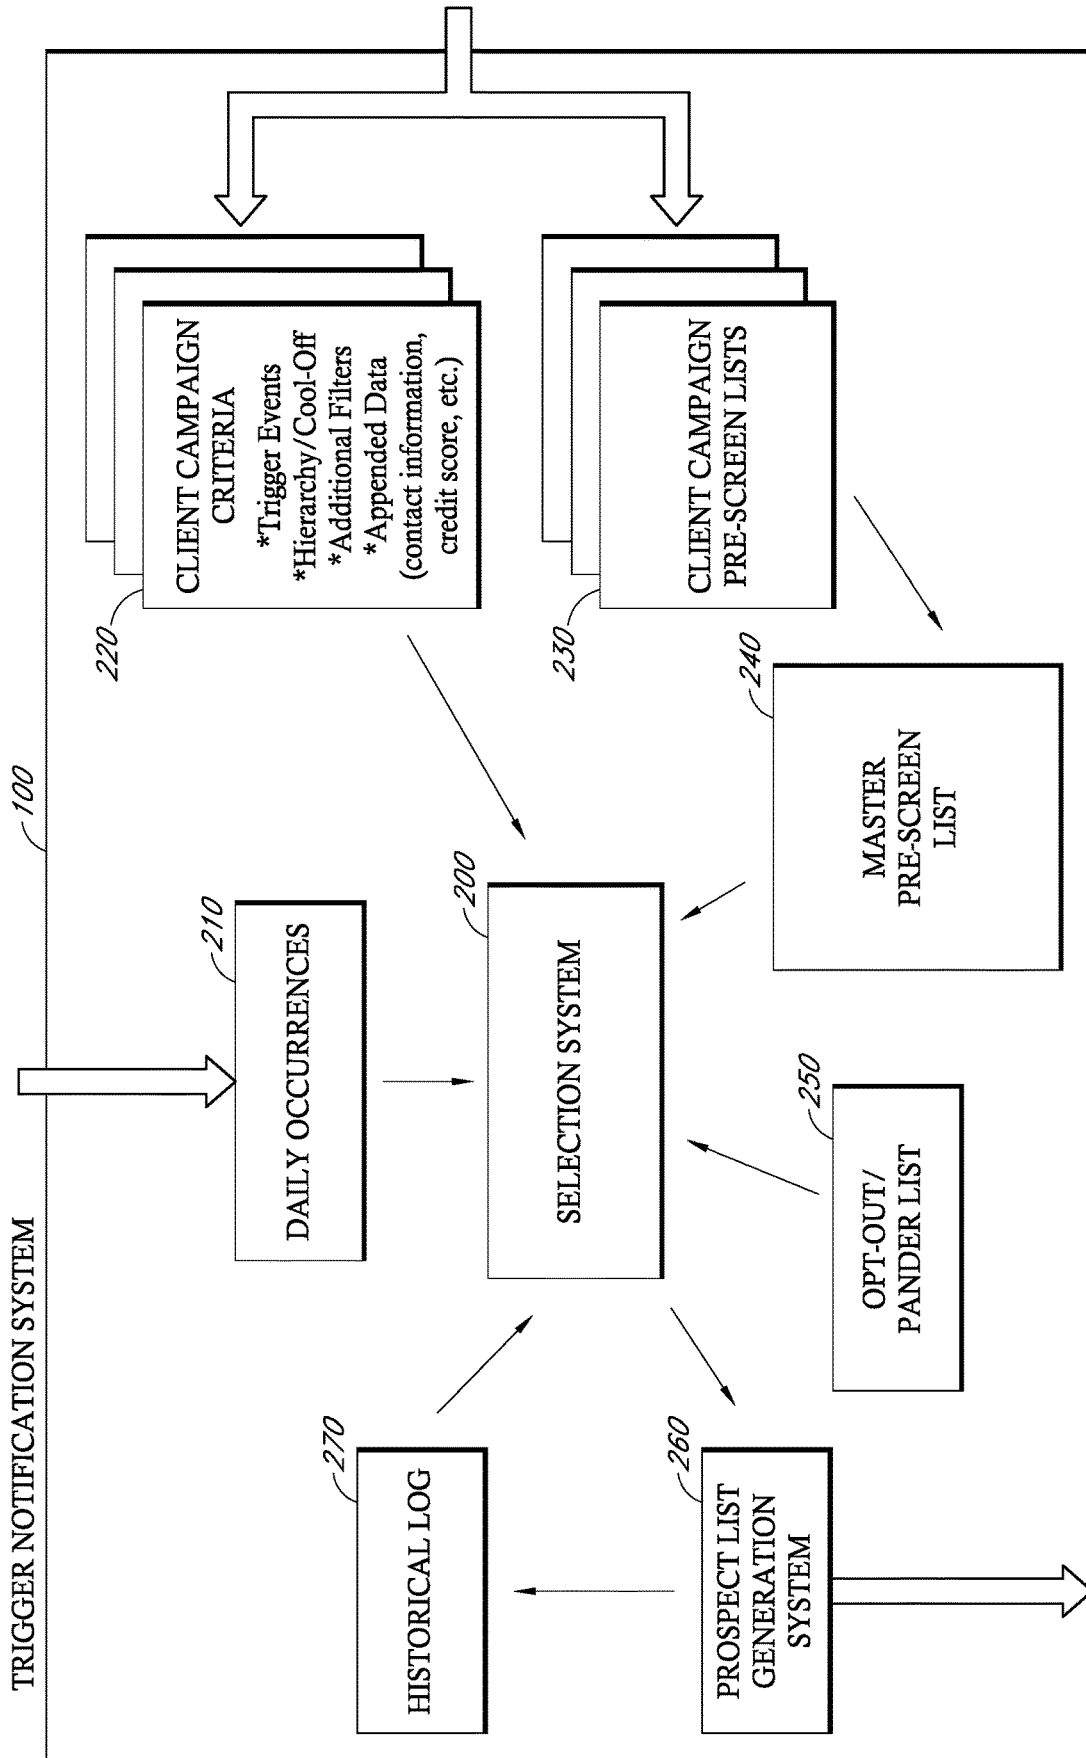 TRIGGER NOTIFICATION SYSTEM
100
270
HISTORICAL LOG
210
DAILY OCCURRENCES
220
CLIENT CAMPAIGN
CRITERIA
*Trigger Events
*Hierarchy/Cool-Off
*Additional Filters
*Appended Data
(contact information,
credit score, etc.)
200
SELECTION SYSTEM
230
CLIENT CAMPAIGN
PRE-SCREEN LISTS
260
PROSPECT LIST
GENERATION
SYSTEM
250
OPT-OUT/
PANDER LIST
240
MASTER
PRE-SCREEN
LIST